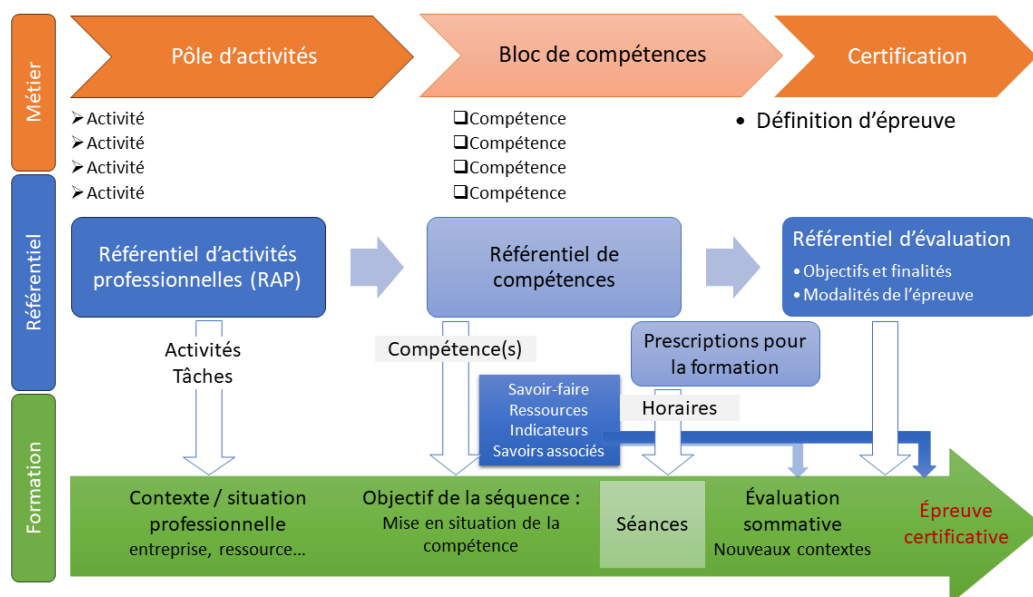 Métier
Pôle d’activités
Bloc de compétences
Certification
➢ Activité
➢ Activité
➢ Activité
➢ Activité
❑Compétence
❑Compétence
❑Compétence
❑Compétence
• Définition d’épreuve
Référentiel
Référentiel d’activités
professionnelles (RAP)
Référentiel de
compétences
Référentiel d’évaluation
• Objectifs et finalités
• Modalités de l’épreuve
Activités
Tâches
Compétence(s)
Prescriptions pour
la formation
Savoir-faire
Ressources
Indicateurs
Savoirs associés
Horaires
Formation
Contexte / situation
professionnelle
entreprise, ressource…
Objectif de la séquence :
Mise en situation de la
compétence
Séances
Évaluation
sommative
Nouveaux contextes
Épreuve
certificative